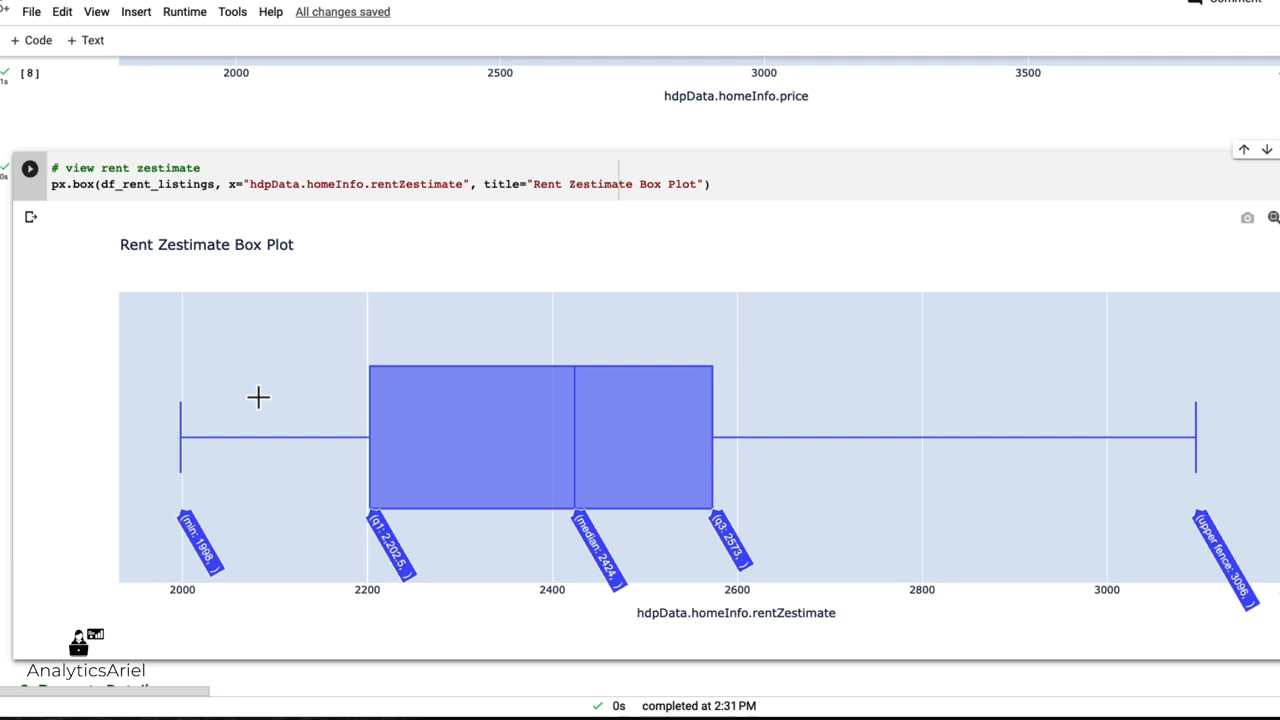 File Edit View Insert Runtime Tools Help All changes saved
+ Code + Text
[8]
1s
2000 2500 3000 3500
hdpData.homeInfo.price
0s
# view rent zestimate
px.box(df_rent_listings, x="hdpData.homeInfo.rentZestimate", title="Rent Zestimate Box Plot")
Rent Zestimate Box Plot
(min: 1998, )
(q1: 2,202.5, )
(median: 2424, )
(q3: 2573, )
(upper fence: 3096, )
2000 2200 2400 2600 2800 3000
hdpData.homeInfo.rentZestimate
AnalyticsAriel
0s completed at 2:31 PM